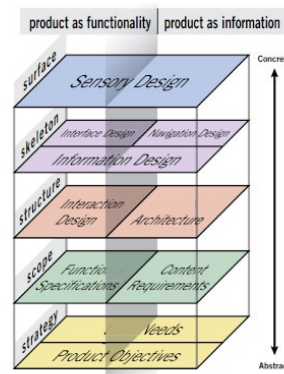 product as functionality
product as information
surface
Sensory Design
Concre
skeleton
Interface Design
Navigation Design
Information Design
structure
Interaction
Design
Architecture
scope
Specifications
Content
Requirements
strategy
Needs
Product Objectives
Abstrac